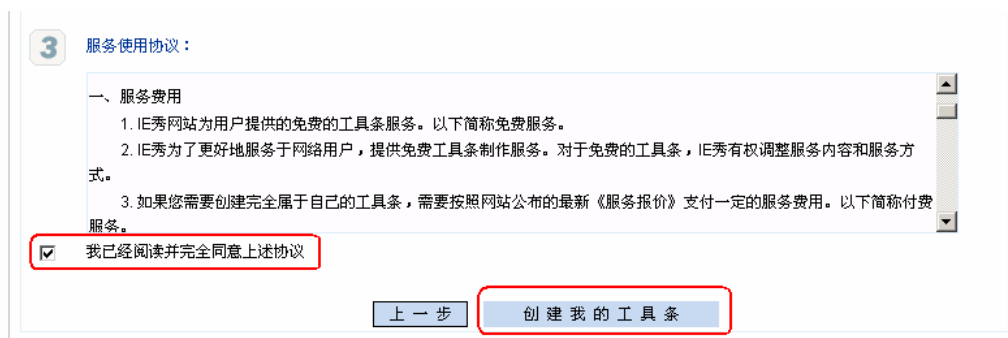 3 服务使用协议：
一、服务费用
1. IE秀网站为用户提供的免费的工具条服务。以下简称免费服务。
2. IE秀为了更好地服务于网络用户，提供免费工具条制作服务。对于免费的工具条，IE秀有权调整服务内容和服务方
式。
3. 如果您需要创建完全属于自己的工具条，需要按照网站公布的最新《服务报价》支付一定的服务费用。以下简称付费
服务。
我已经阅读并完全同意上述协议
上一步 创建我的工具条